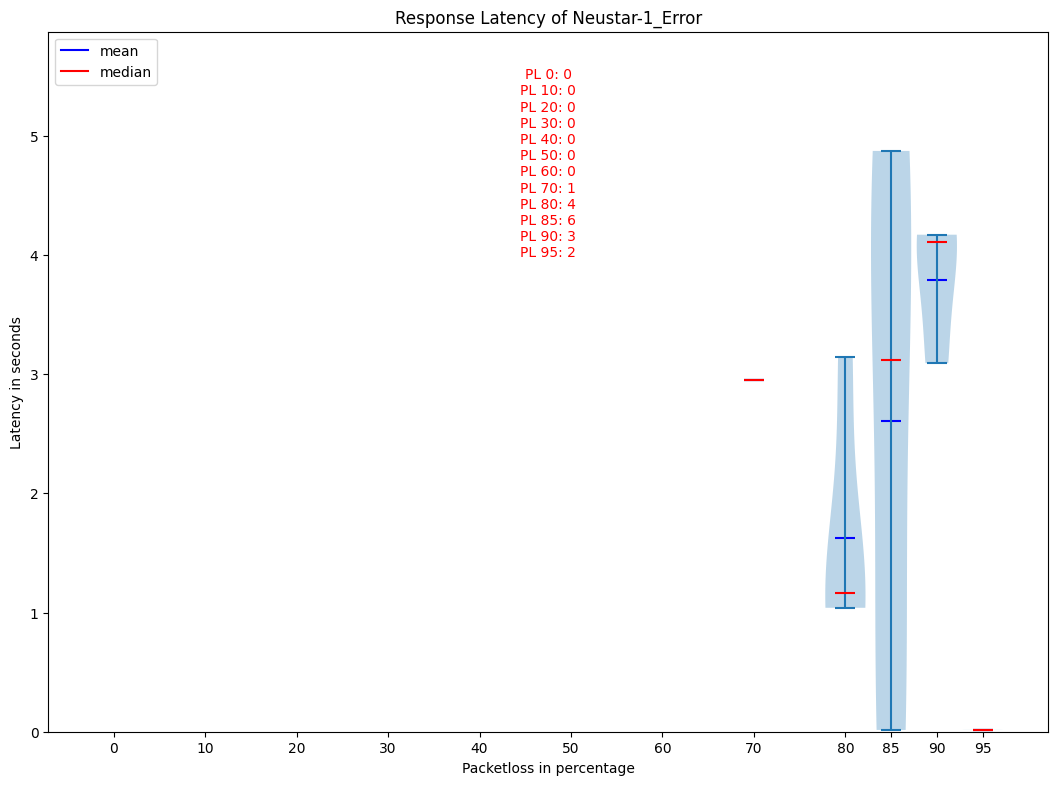 Response Latency of Neustar-1_Error
mean
median
PL 0: 0
PL 10: 0
PL 20: 0
PL 30: 0
PL 40: 0
PL 50: 0
PL 60: 0
PL 70: 1
PL 80: 4
PL 85: 6
PL 90: 3
PL 95: 2
Latency in seconds
5
4
3
2
1
0
0 10 20 30 40 50 60 70 80 85 90 95
Packetloss in percentage